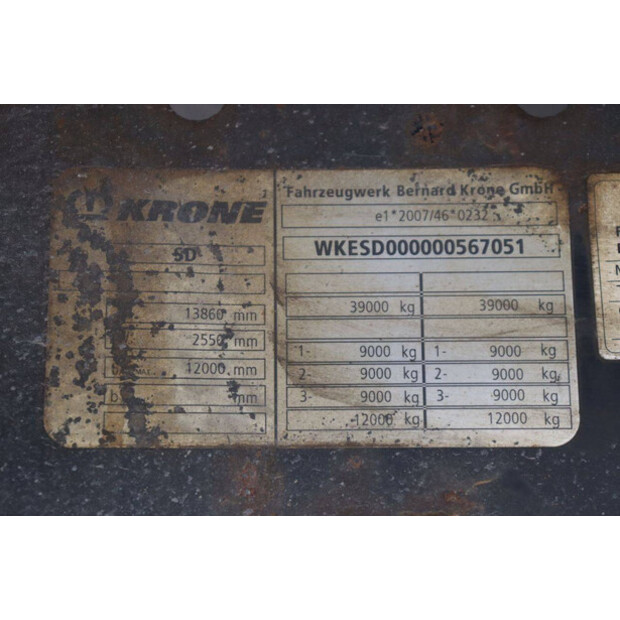 KRONE
SD
13860 mm
2550 mm
12000 mm
b mm
Fahrzeugwerk Bernard Krone GmbH
e1*2007/46*0232
WKESD000000567051
39000 kg 39000 kg
1- 9000 kg 1- 9000 kg
2- 9000 kg 2- 9000 kg
3- 9000 kg 3- 9000 kg
12000 kg 12000 kg